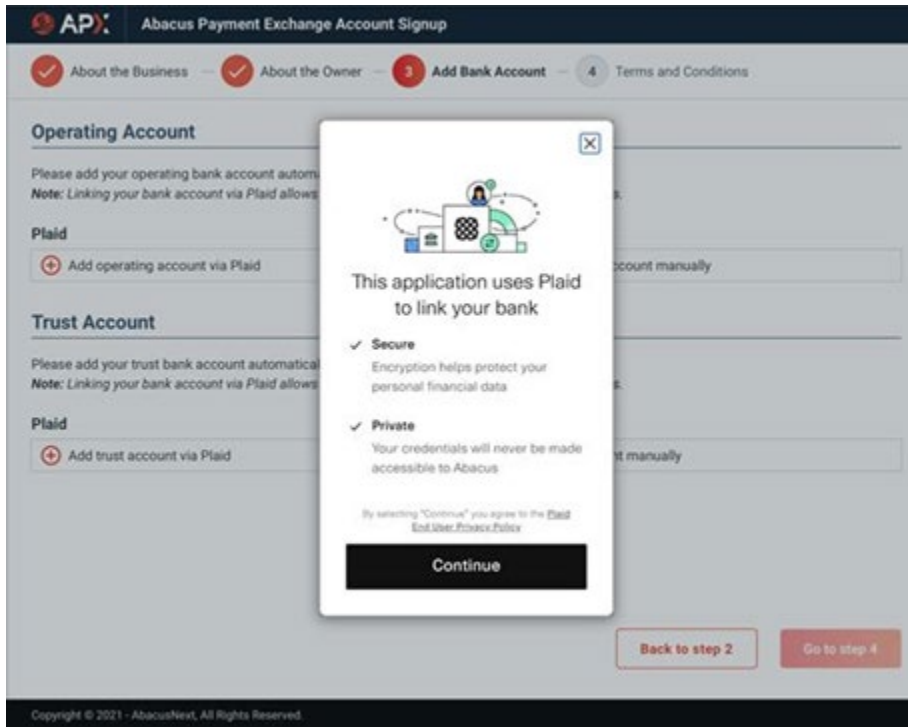 APX Abacus Payment Exchange Account Signup
About the Business
About the Owner
3 Add Bank Account
4 Terms and Conditions
Operating Account
Please add your operating bank account autom
Note: Linking your bank account via Plaid allows
s.
Plaid
Add operating account via Plaid
ccount manually
Trust Account
Please add your trust bank account automatical
Note: Linking your bank account via Plaid allows
s.
Plaid
Add trust account via Plaid
nt manually
This application uses Plaid
to link your bank
Secure
Encryption helps protect your
personal financial data
Private
Your credentials will never be made
accessible to Abacus
By selecting "Continue" you agree to the Plaid
End User Privacy Policy
Continue
Back to step 2
Go to step 4
Copyright © 2021 - AbacusNext, All Rights Reserved.